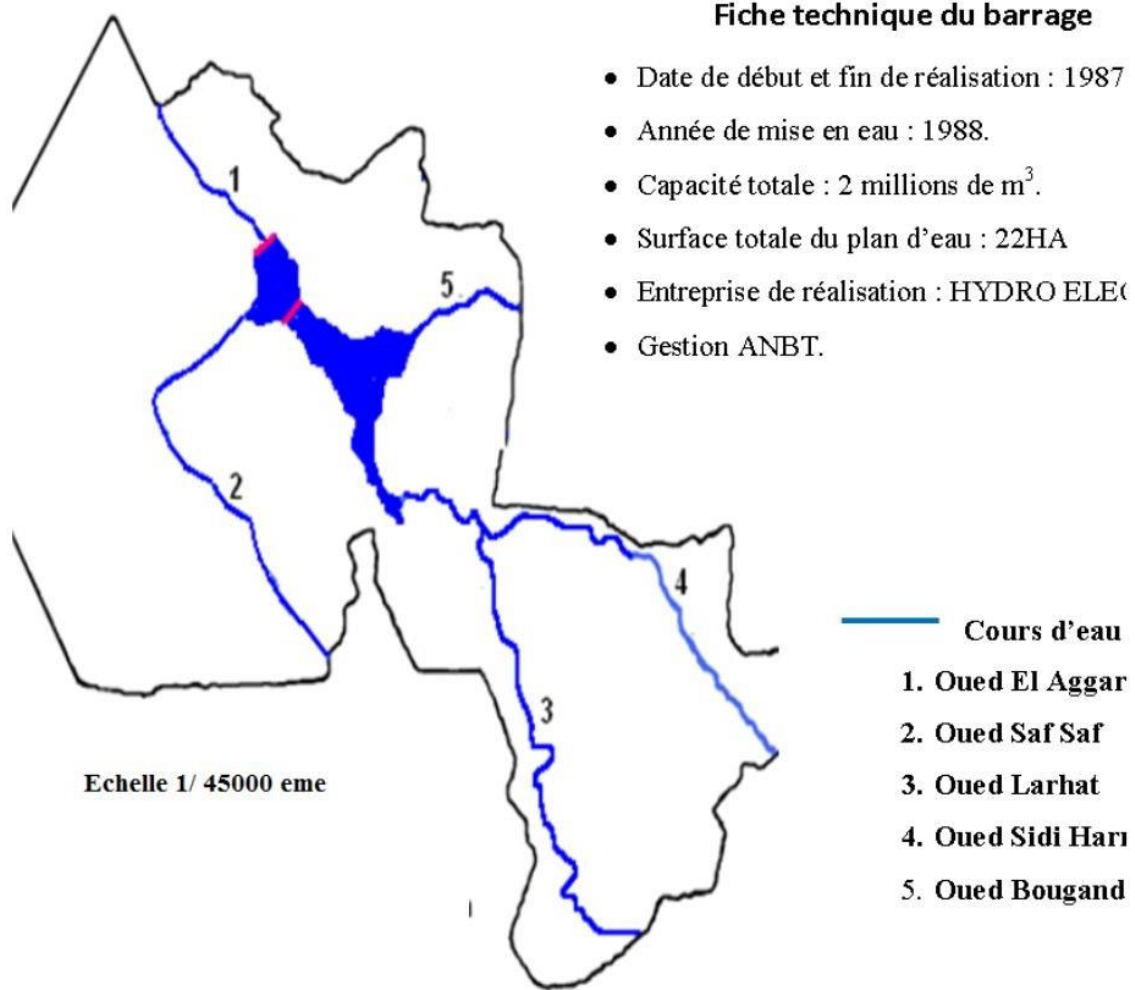 Fiche technique du barrage
• Date de début et fin de réalisation : 1987
• Année de mise en eau : 1988.
• Capacité totale : 2 millions de m³.
• Surface totale du plan d'eau : 22HA
• Entreprise de réalisation : HYDRO ELE
• Gestion ANBT.
1
5
2
4
3
Cours d'eau
1. Oued El Aggar
2. Oued Saf Saf
3. Oued Larhat
4. Oued Sidi
5. Oued Bougand
Echelle 1/ 45000 eme